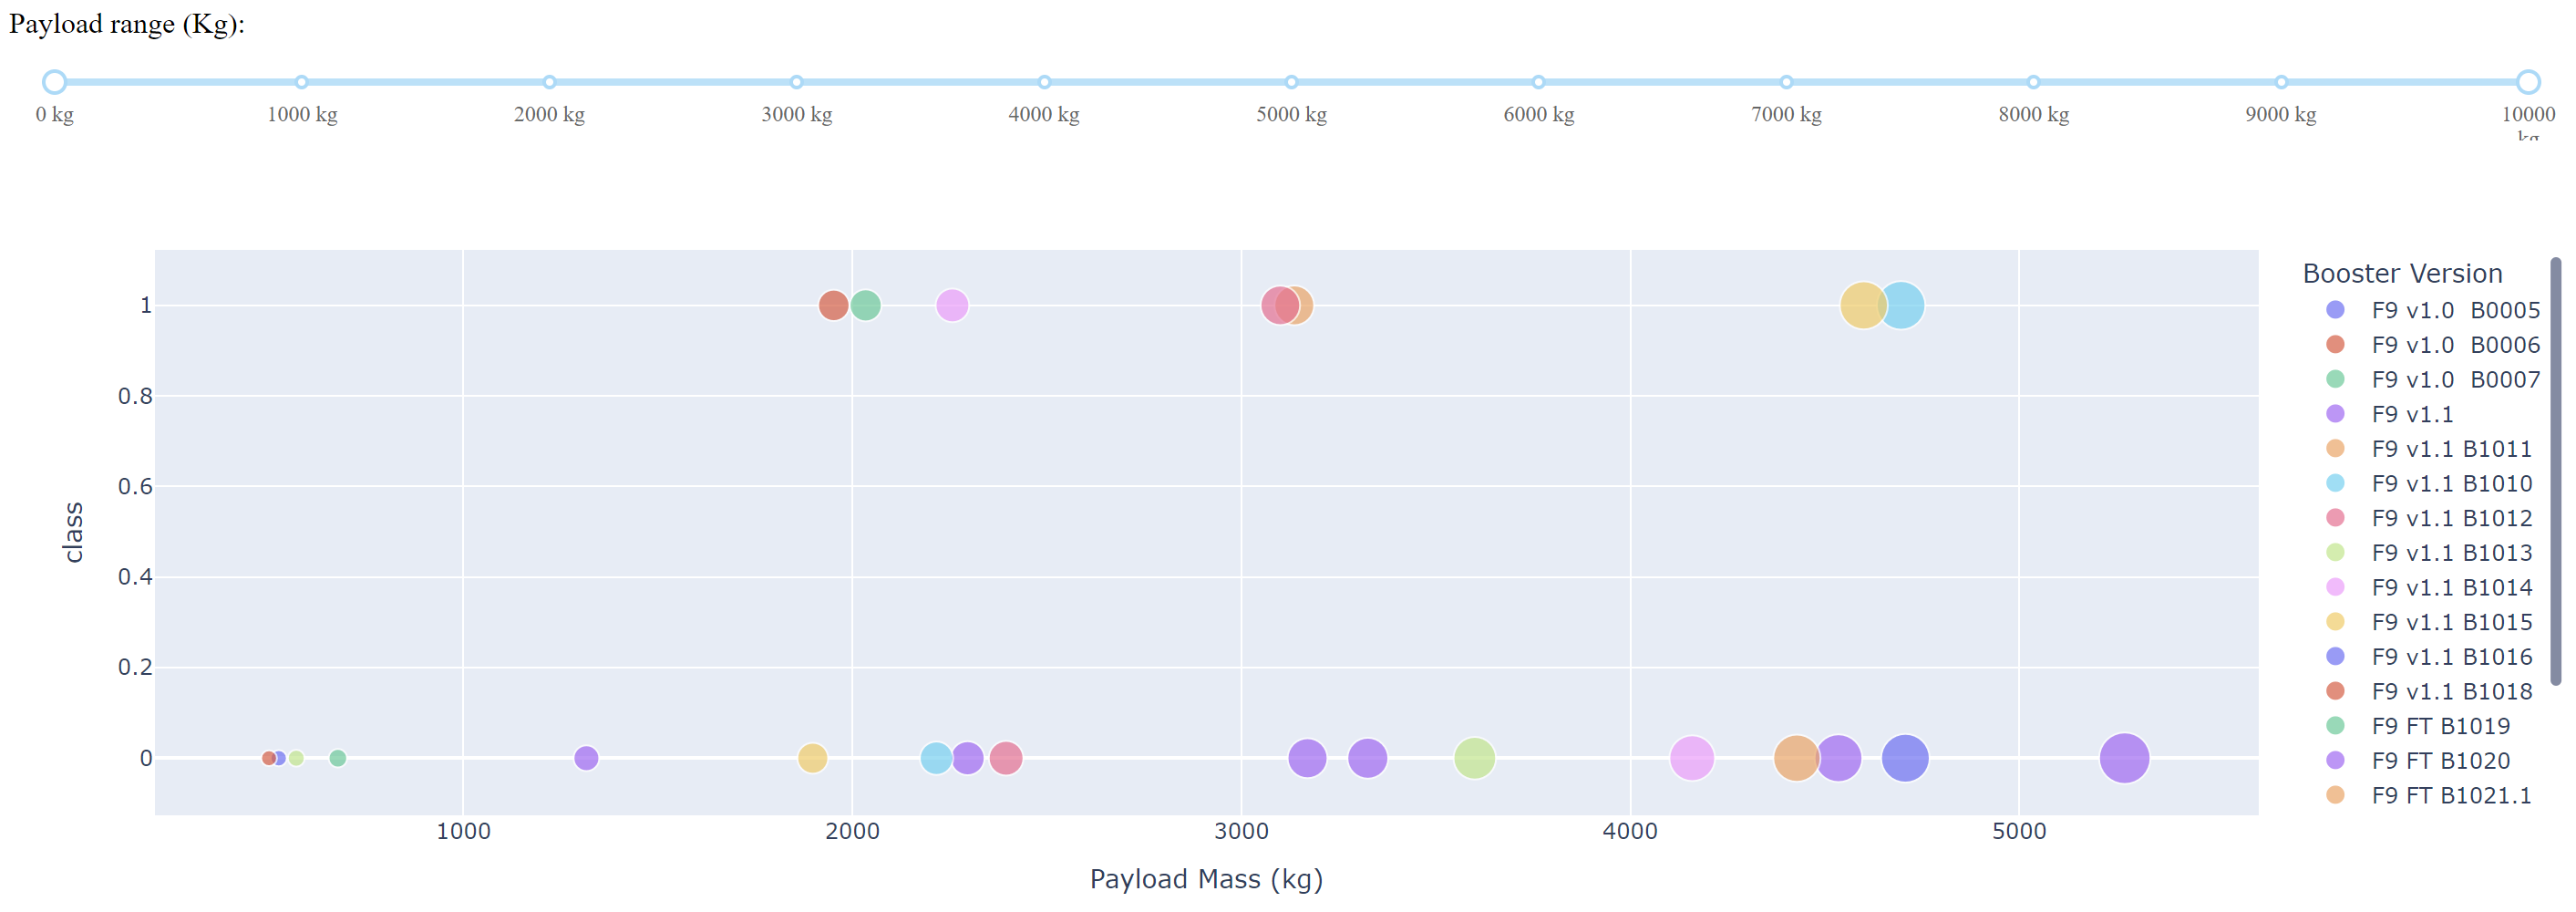 Payload range (Kg):
0 kg 1000 kg 2000 kg 3000 kg 4000 kg 5000 kg 6000 kg 7000 kg 8000 kg 9000 kg 10000
kg
Booster Version
F9 v1.0  B0005
F9 v1.0  B0006
F9 v1.0  B0007
F9 v1.1
F9 v1.1 B1011
F9 v1.1 B1010
F9 v1.1 B1012
F9 v1.1 B1013
F9 v1.1 B1014
F9 v1.1 B1015
F9 v1.1 B1016
F9 v1.1 B1018
F9 FT B1019
F9 FT B1020
F9 FT B1021.1
1
0.8
0.6
0.4
0.2
0
class
1000 2000 3000 4000 5000
Payload Mass (kg)